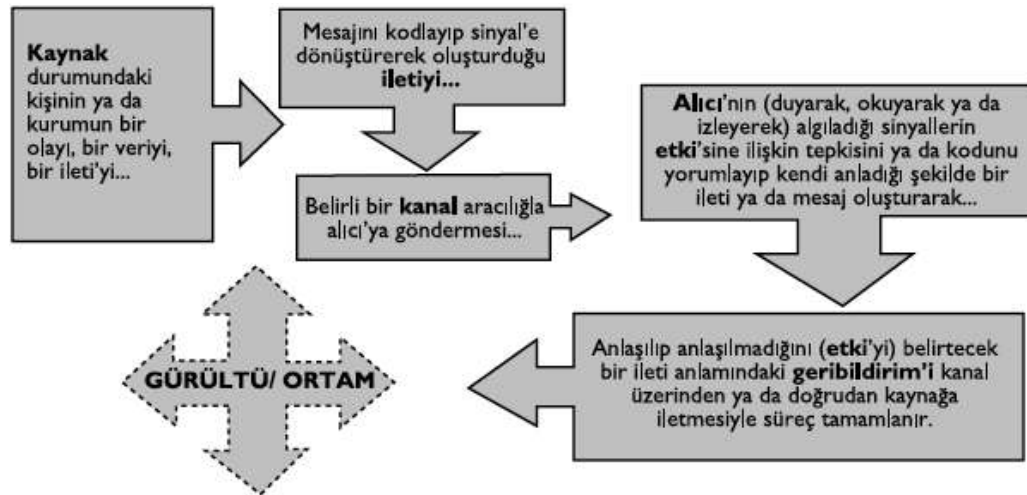 Kaynak
durumundaki
kişinin ya da
kurumun bir
olayı, bir veriyi,
bir ileti'yi...
Mesajını kodlayıp sinyal'e
dönüştürerek oluşturduğu
iletiyi...
Belirli bir kanal aracılığla
alıcı'ya göndermesi...
Alıcı'nın (duyarak, okuyarak ya da
izleyerek) algıladığı sinyallerin
etki'sine ilişkin tepkisini ya da kodunu
yorumlayıp kendi anladığı şekilde bir
ileti ya da mesaj oluşturarak...
Anlaşılıp anlaşılmadığını (etki'yi) belirtecek
bir ileti anlamındaki geribildirim'i kanal
üzerinden ya da doğrudan kaynağa
iletmesiyle süreç tamamlanır.
GÜRÜLTÜ/ ORTAM